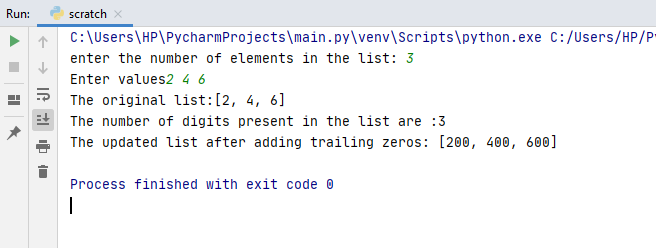 Run: scratch
C:\Users\HP\PycharmProjects\main.py\venv\Scripts\python.exe C:/Users/HP/Py
enter the number of elements in the list: 3
Enter values2 4 6
The original list:[2, 4, 6]
The number of digits present in the list are :3
The updated list after adding trailing zeros: [200, 400, 600]
Process finished with exit code 0